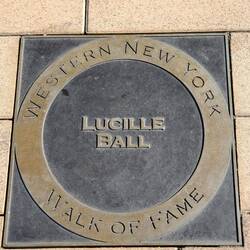 WESTERN NEW YORK
LUCILLE
BALL
WALK OF FAME